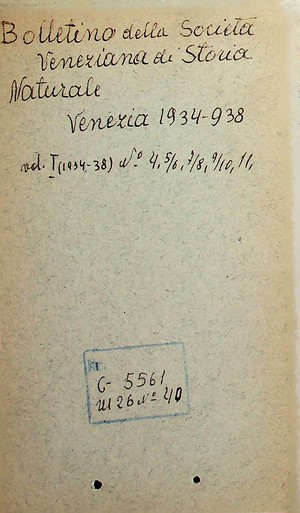 Bolletino della Società
Veneziana di Storia
Naturale
Venezia 1934-938
vol. I (1934-38) Nº 4, 5/6, 7/8, 9/10, 11,
G 5561
Ш 26 Nº 40